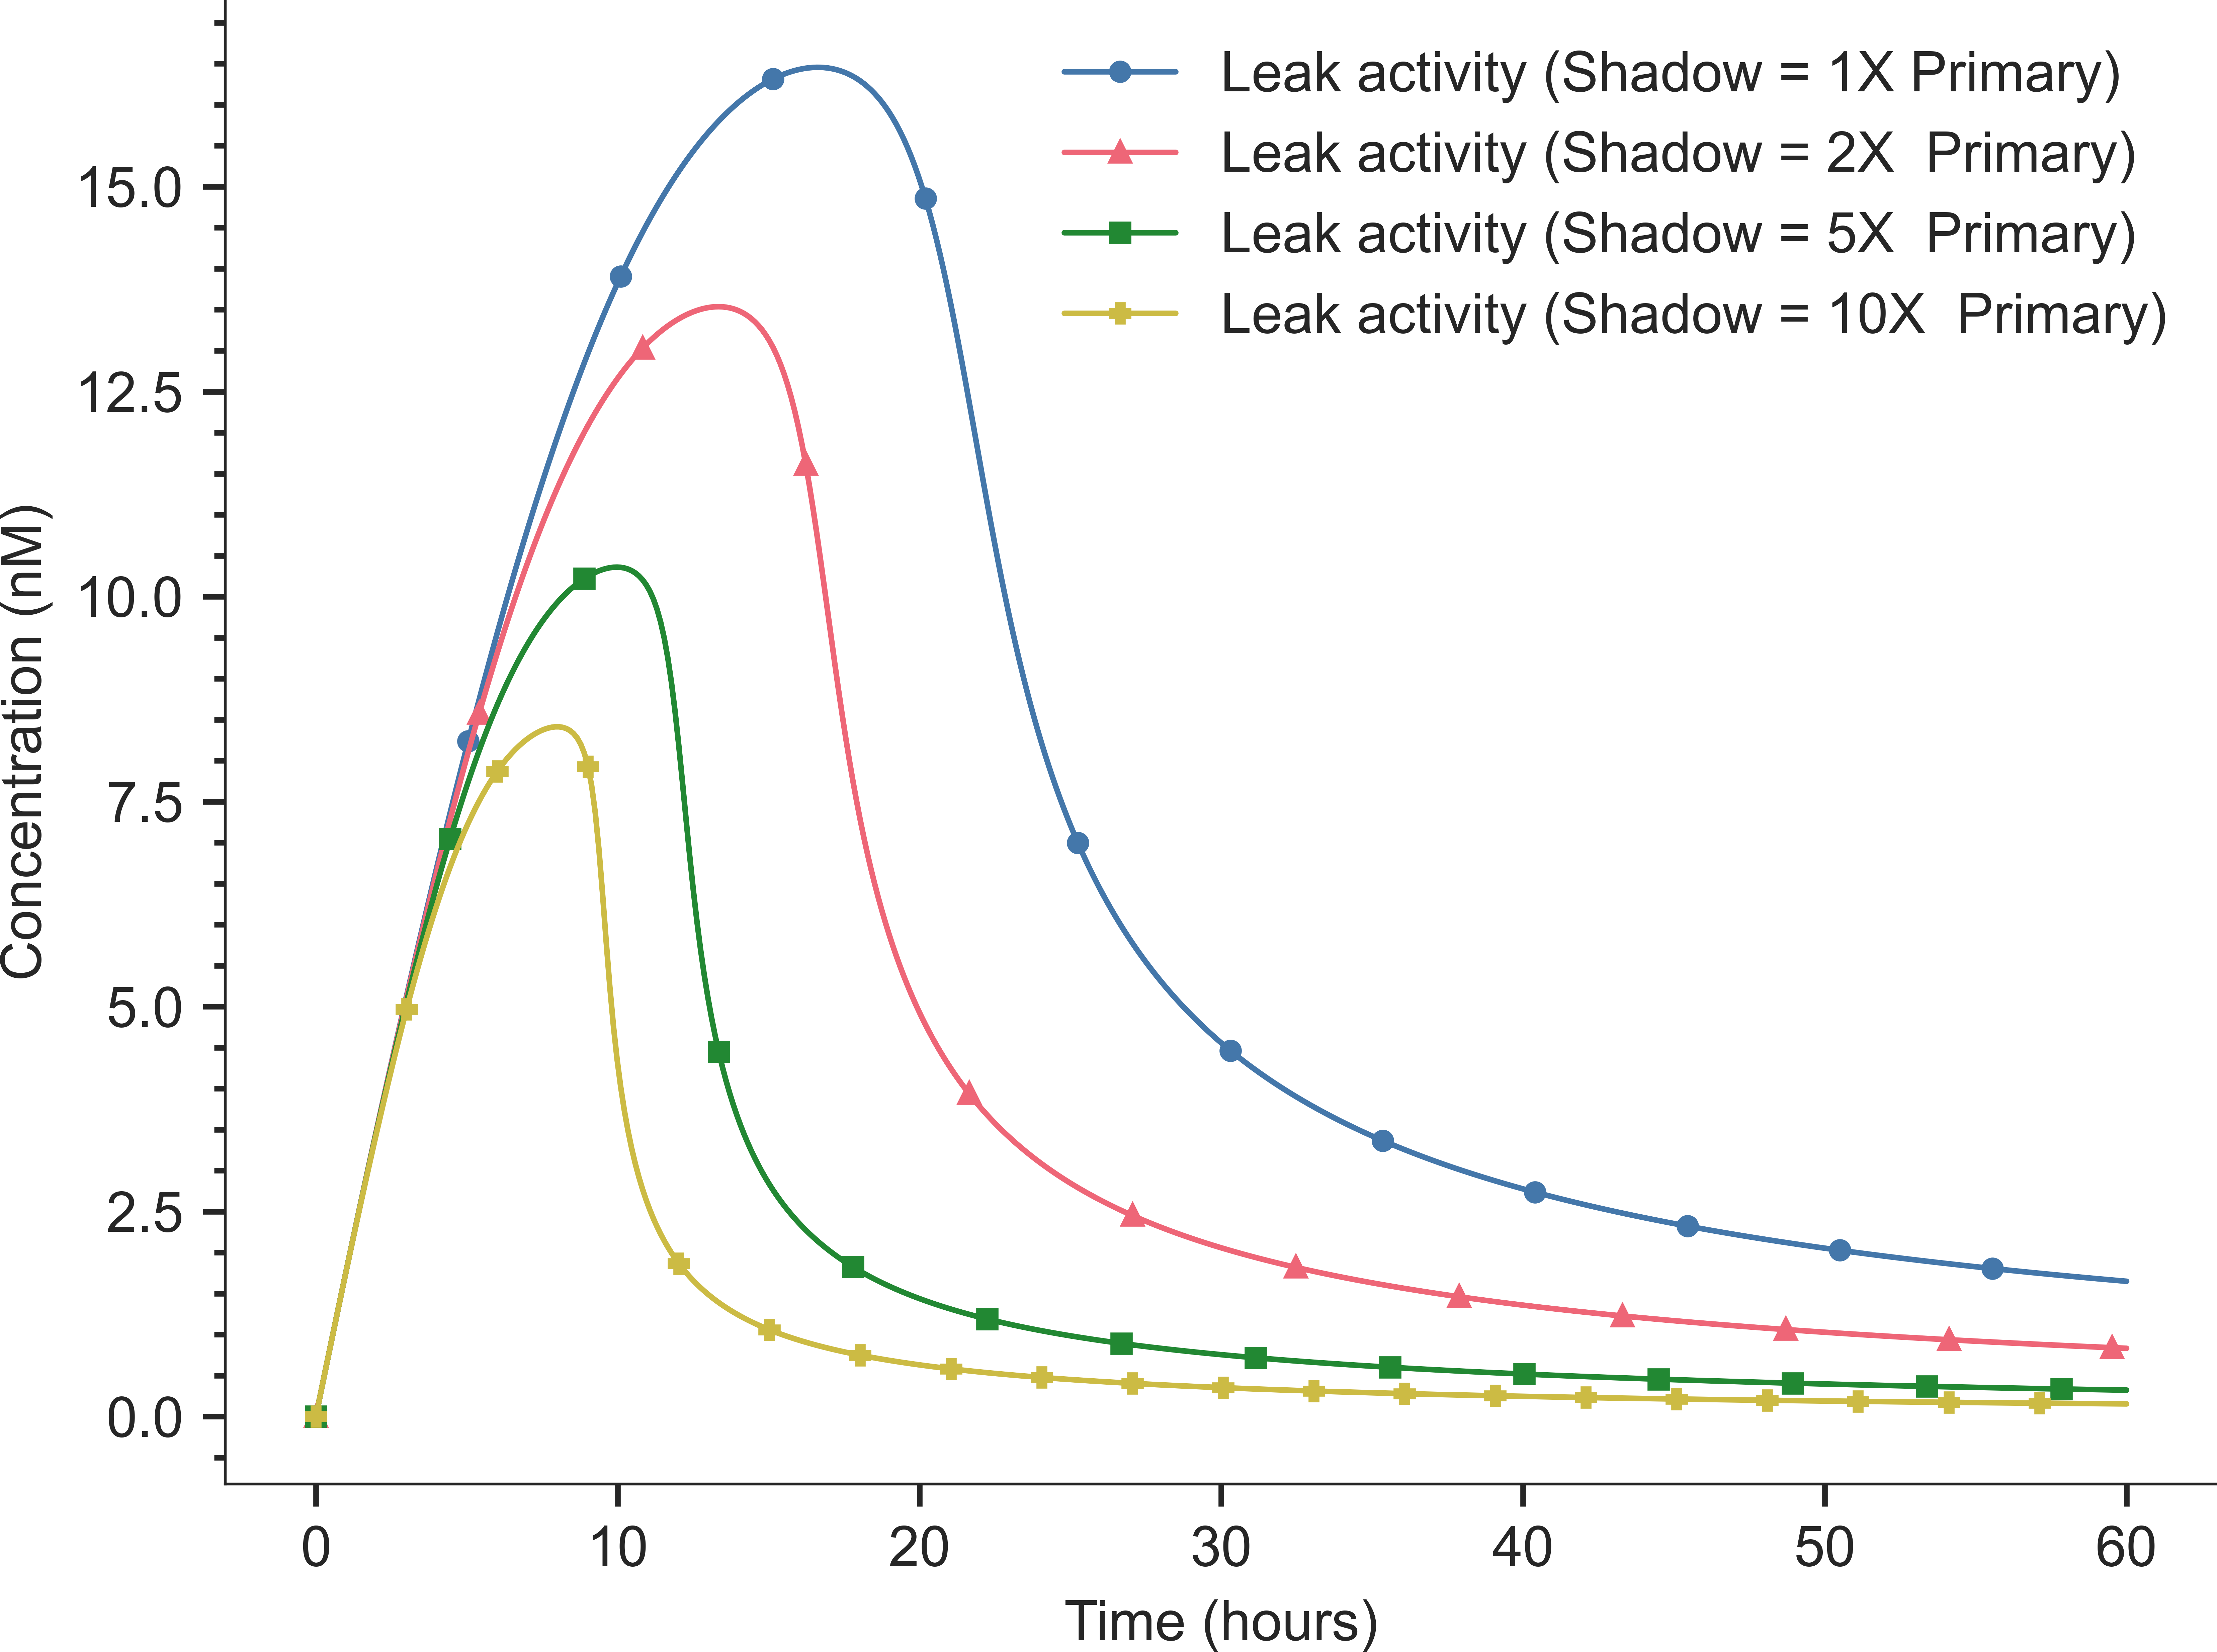 Leak activity (Shadow = 1X Primary)
Leak activity (Shadow = 2X  Primary)
Leak activity (Shadow = 5X  Primary)
Leak activity (Shadow = 10X  Primary)
Concentration (nM)
15.0
12.5
10.0
7.5
5.0
2.5
0.0
0 10 20 30 40 50 60
Time (hours)